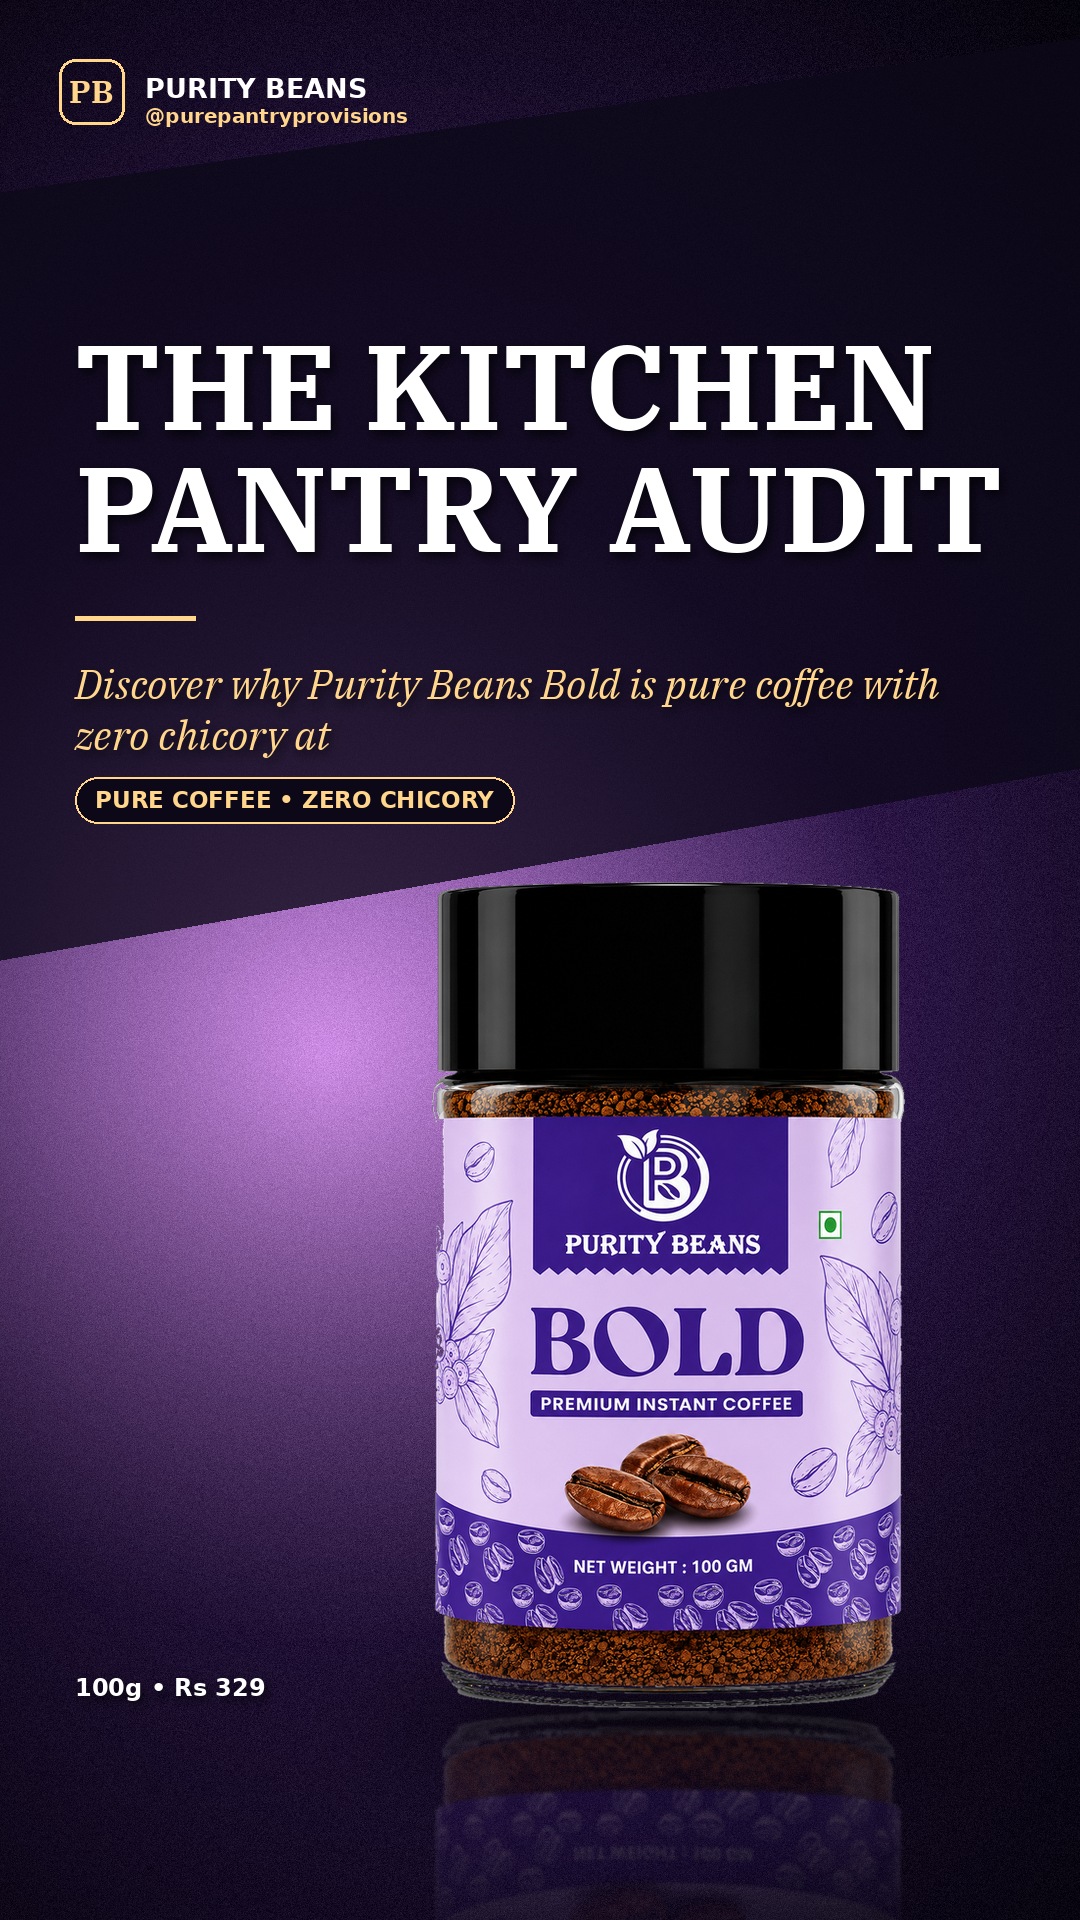 PB
PURITY BEANS
@purepantryprovisions
THE KITCHEN
PANTRY AUDIT
Discover why Purity Beans Bold is pure coffee with
zero chicory at
PURE COFFEE • ZERO CHICORY
B
PURITY BEANS
BOLD
PREMIUM INSTANT COFFEE
NET WEIGHT : 100 GM
100g • Rs 329